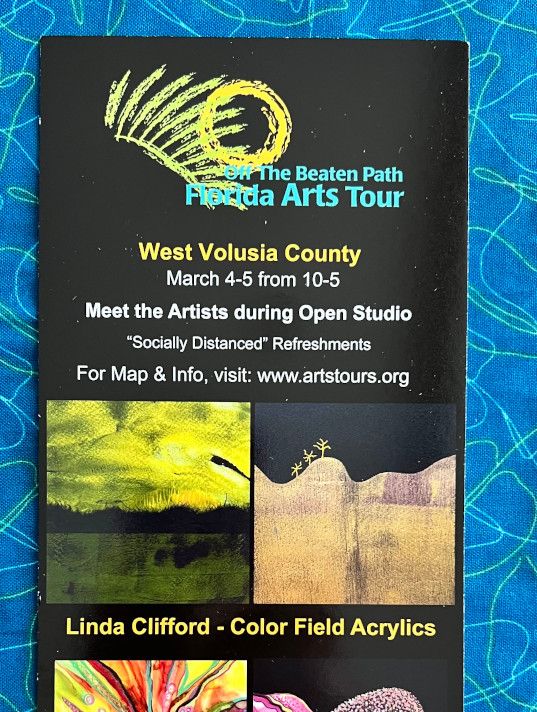 Off The Beaten Path
Florida Arts Tour
West Volusia County
March 4-5 from 10-5
Meet the Artists during Open Studio
“Socially Distanced” Refreshments
For Map & Info, visit: www.artstours.org
Linda Clifford - Color Field Acrylics